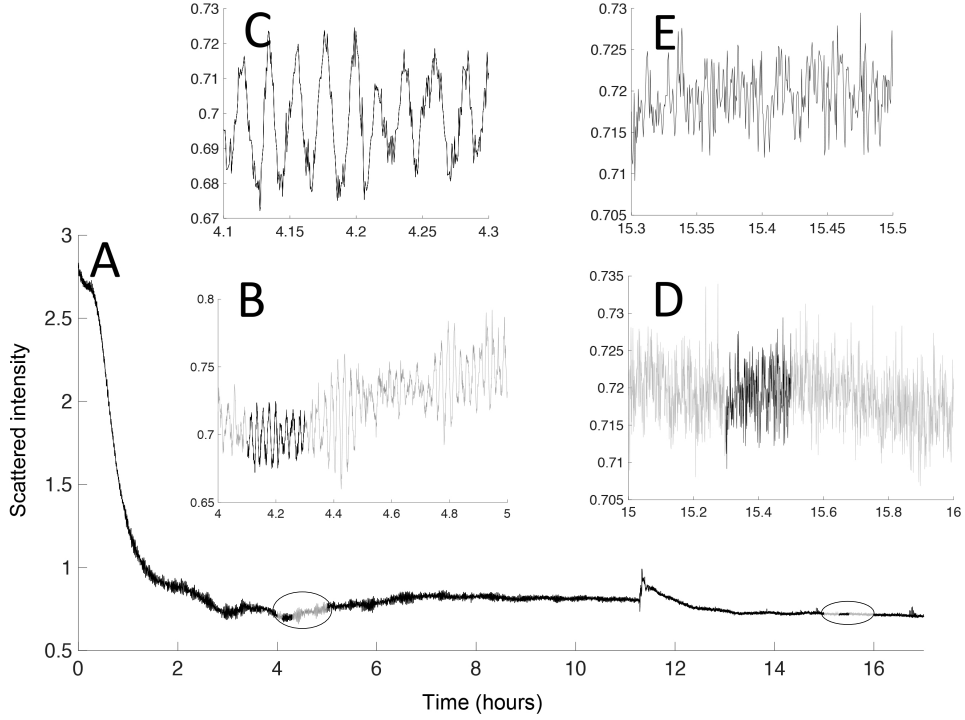 C
0.73
0.72
0.71
0.7
0.69
0.68
0.67
4.1 4.15 4.2 4.25 4.3
E
0.73
0.725
0.72
0.715
0.71
0.705
15.3 15.35 15.4 15.45 15.5
A
3
2.5
2
1.5
1
0.5
Scattered intensity
B
0.8
0.75
0.7
0.65
4 4.2 4.4 4.6 4.8 5
D
0.735
0.73
0.725
0.72
0.715
0.71
0.705
15 15.2 15.4 15.6 15.8 16
0 2 4 6 8 10 12 14 16
Time (hours)